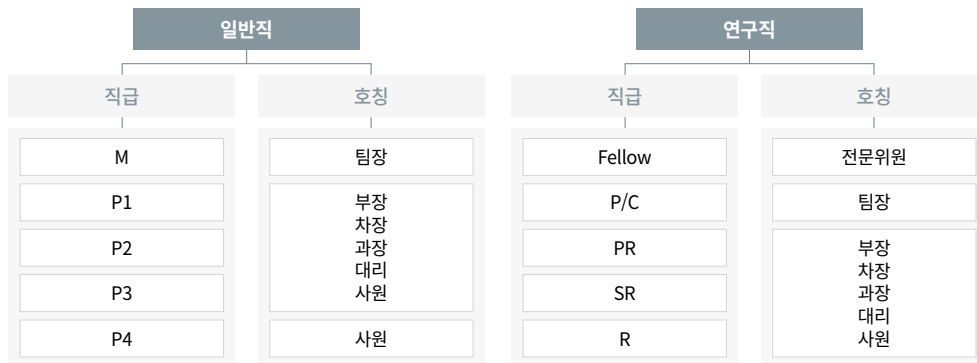 일반직
직급
호칭
M
P1
P2
P3
P4
팀장
부장
차장
과장
대리
사원
사원
연구직
직급
호칭
Fellow
P/C
PR
SR
R
전문위원
팀장
부장
차장
과장
대리
사원